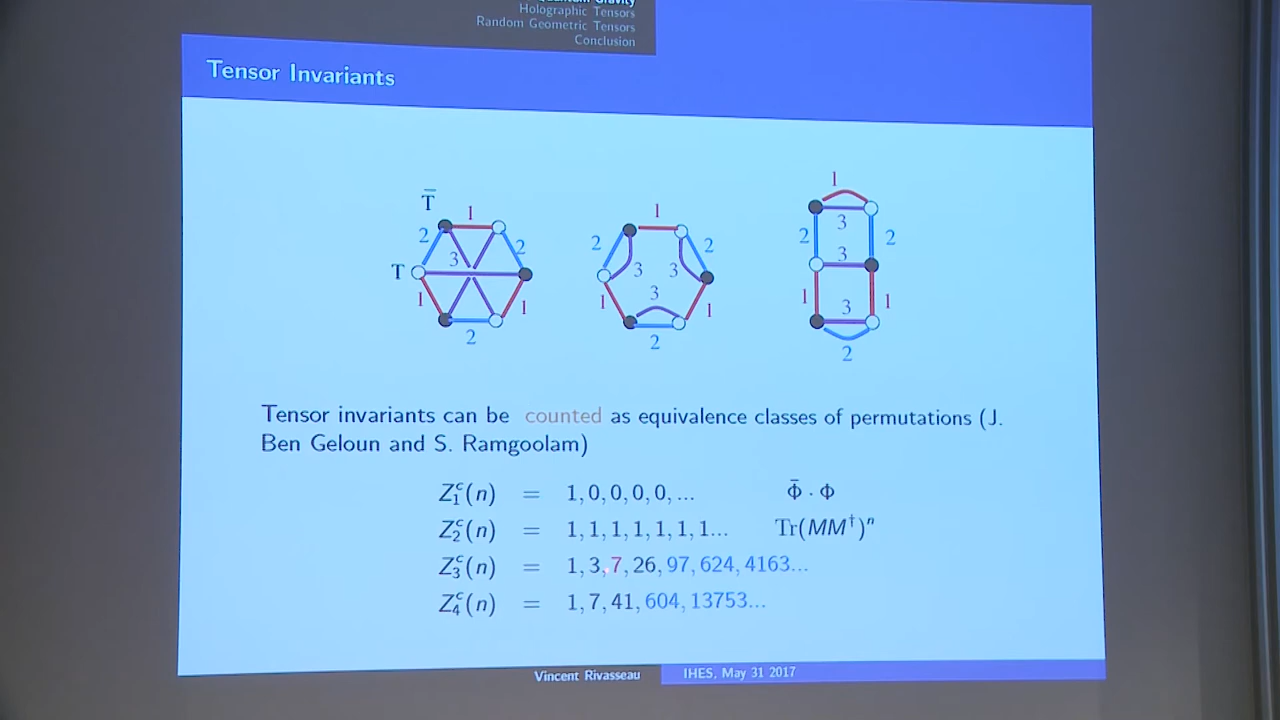 Quantum Gravity
Holographic Tensors
Random Geometric Tensors
Conclusion
Tensor Invariants
T̄ 1 2 2 3 T 1 1 2
1 2 2 3 3 3 1 1 2
1 3 2 2 3 1 1 3 2
Tensor invariants can be counted as equivalence classes of permutations (J.
Ben Geloun and S. Ramgoolam)
Z₁ᶜ(n) = 1, 0, 0, 0, 0, ... Φ̄ · Φ
Z₂ᶜ(n) = 1, 1, 1, 1, 1, 1, 1... Tr(MM†)ⁿ
Z₃ᶜ(n) = 1, 3, 7, 26, 97, 624, 4163...
Z₄ᶜ(n) = 1, 7, 41, 604, 13753...
Vincent Rivasseau IHES, May 31 2017